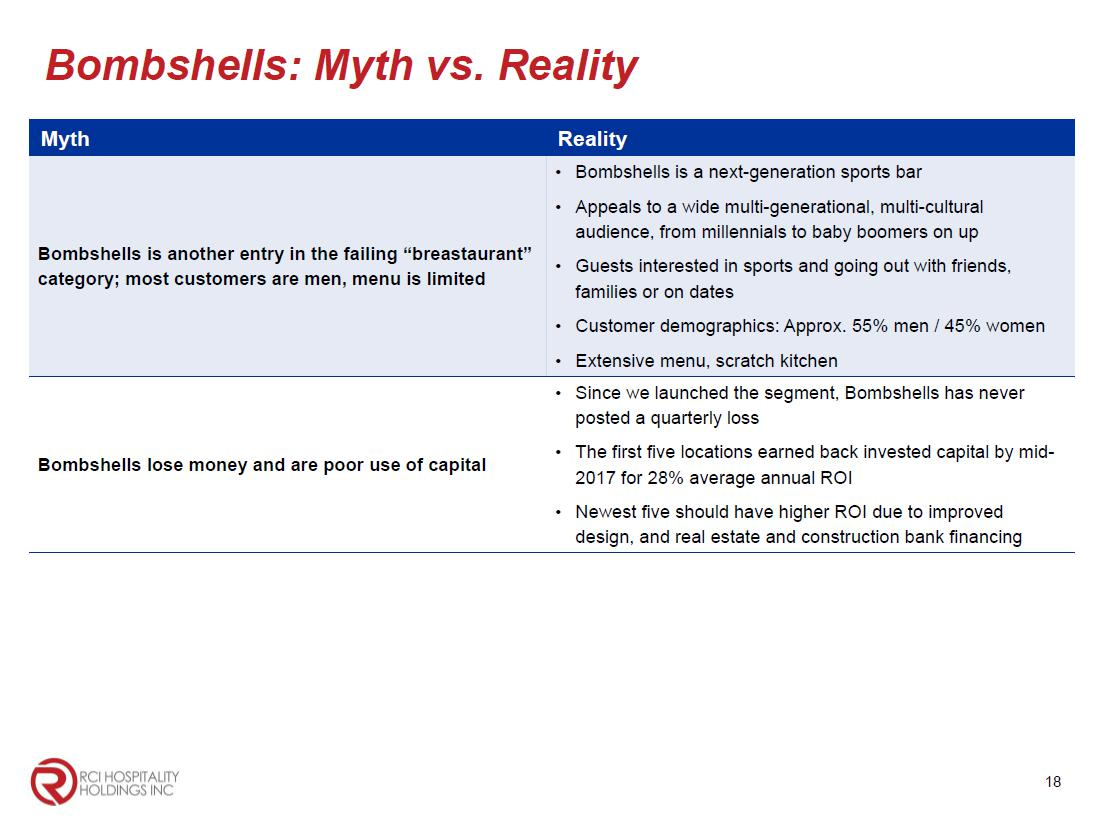 Bombshells: Myth vs. Reality
Myth
Reality
Bombshells is another entry in the failing “breastaurant”
category; most customers are men, menu is limited
• Bombshells is a next-generation sports bar
• Appeals to a wide multi-generational, multi-cultural
audience, from millennials to baby boomers on up
• Guests interested in sports and going out with friends,
families or on dates
• Customer demographics: Approx. 55% men / 45% women
• Extensive menu, scratch kitchen
Bombshells lose money and are poor use of capital
• Since we launched the segment, Bombshells has never
posted a quarterly loss
• The first five locations earned back invested capital by mid-
2017 for 28% average annual ROI
• Newest five should have higher ROI due to improved
design, and real estate and construction bank financing
RCI HOSPITALITY
HOLDINGS INC
18